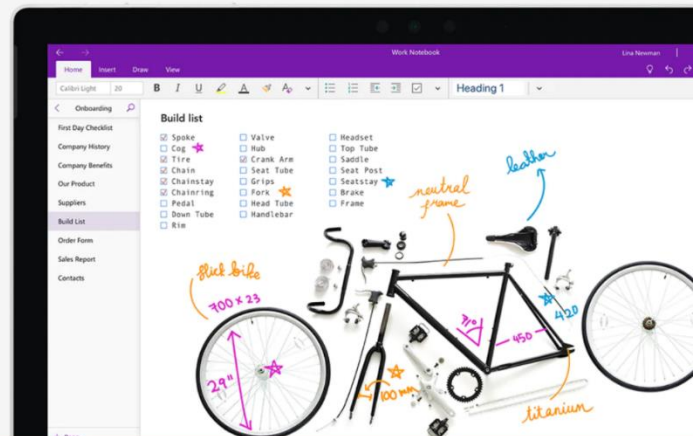 Work Notebook
Lina Newman
Home Insert Draw View
Calibri Light 20 B I U A Heading 1
Onboarding
First Day Checklist
Company History
Company Benefits
Our Product
Suppliers
Build List
Order Form
Sales Report
Contacts
Build list
Spoke
Cog
Tire
Chain
Chainstay
Chainring
Pedal
Down Tube
Rim
Valve
Hub
Crank Arm
Seat Tube
Grips
Fork
Head Tube
Handlebar
Headset
Top Tube
Saddle
Seat Post
Seatstay
Brake
Frame
neutral
frame
leather
slick bike
700 x 23
29"
100 mm
450
420
titanium